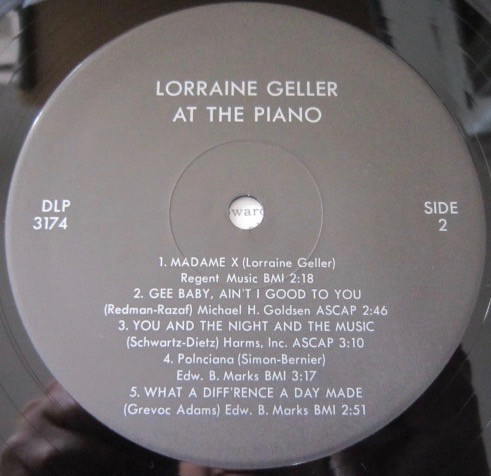 LORRAINE GELLER
AT THE PIANO
DLP
3174
SIDE
2
ward
1. MADAME X (Lorraine Geller)
Regent Music BMI 2:18
2. GEE BABY, AIN'T I GOOD TO YOU
(Redman-Razaf) Michael H. Goldsen ASCAP 2:46
3. YOU AND THE NIGHT AND THE MUSIC
(Schwartz-Dietz) Harms, Inc. ASCAP 3:10
4. Polnciana (Simon-Bernier)
Edw. B. Marks BMI 3:17
5. WHAT A DIFF'RENCE A DAY MADE
(Grevoc Adams) Edw. B. Marks BMI 2:51